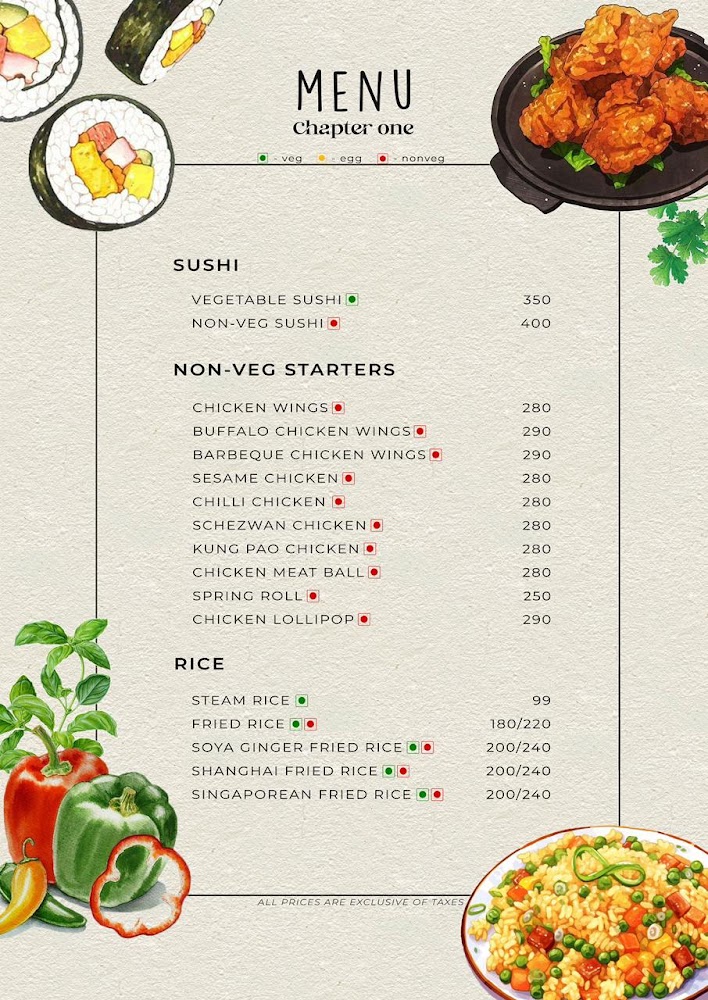 MENU
Chapter one
- veg - egg - nonveg
SUSHI
VEGETABLE SUSHI 350
NON-VEG SUSHI 400
NON-VEG STARTERS
CHICKEN WINGS 280
BUFFALO CHICKEN WINGS 290
BARBEQUE CHICKEN WINGS 290
SESAME CHICKEN 280
CHILLI CHICKEN 280
SCHEZWAN CHICKEN 280
KUNG PAO CHICKEN 280
CHICKEN MEAT BALL 280
SPRING ROLL 250
CHICKEN LOLLIPOP 290
RICE
STEAM RICE 99
FRIED RICE 180/220
SOYA GINGER FRIED RICE 200/240
SHANGHAI FRIED RICE 200/240
SINGAPOREAN FRIED RICE 200/240
ALL PRICES ARE EXCLUSIVE OF TAXES